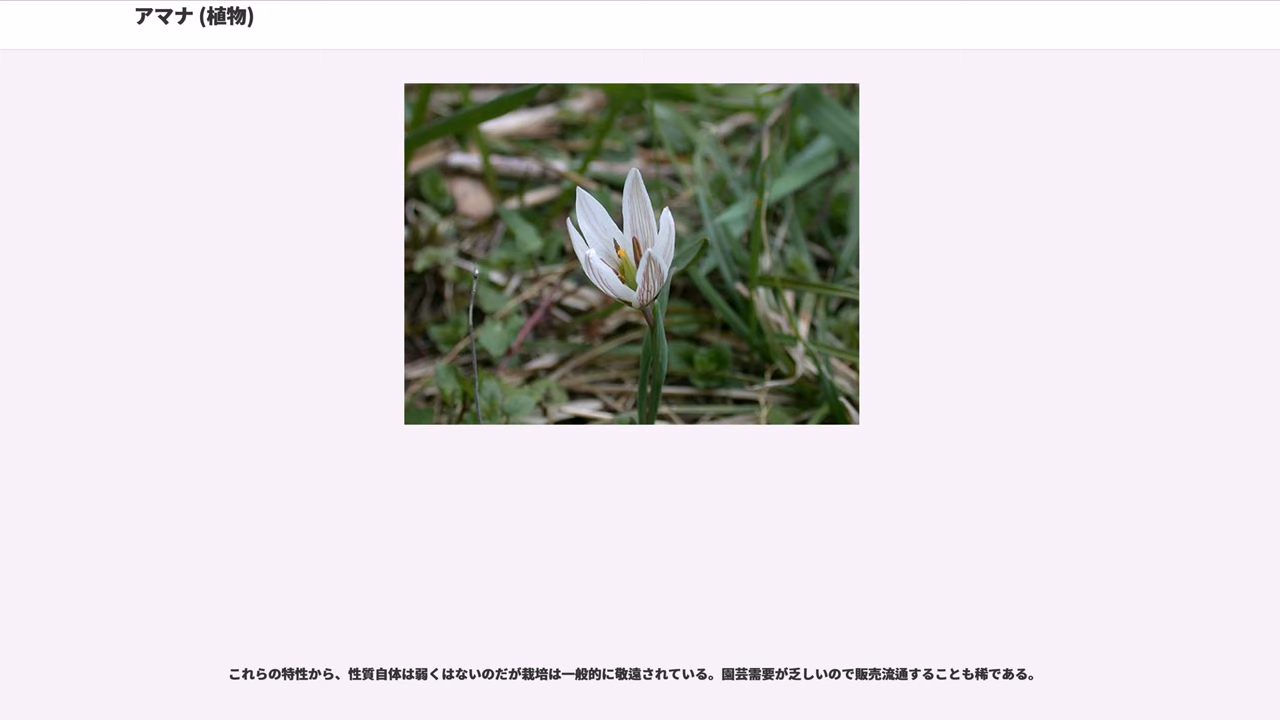 アマナ (植物)
これらの特性から、性質自体は弱くはないのだが栽培は一般的に敬遠されている。園芸需要が乏しいので販売流通することも稀である。